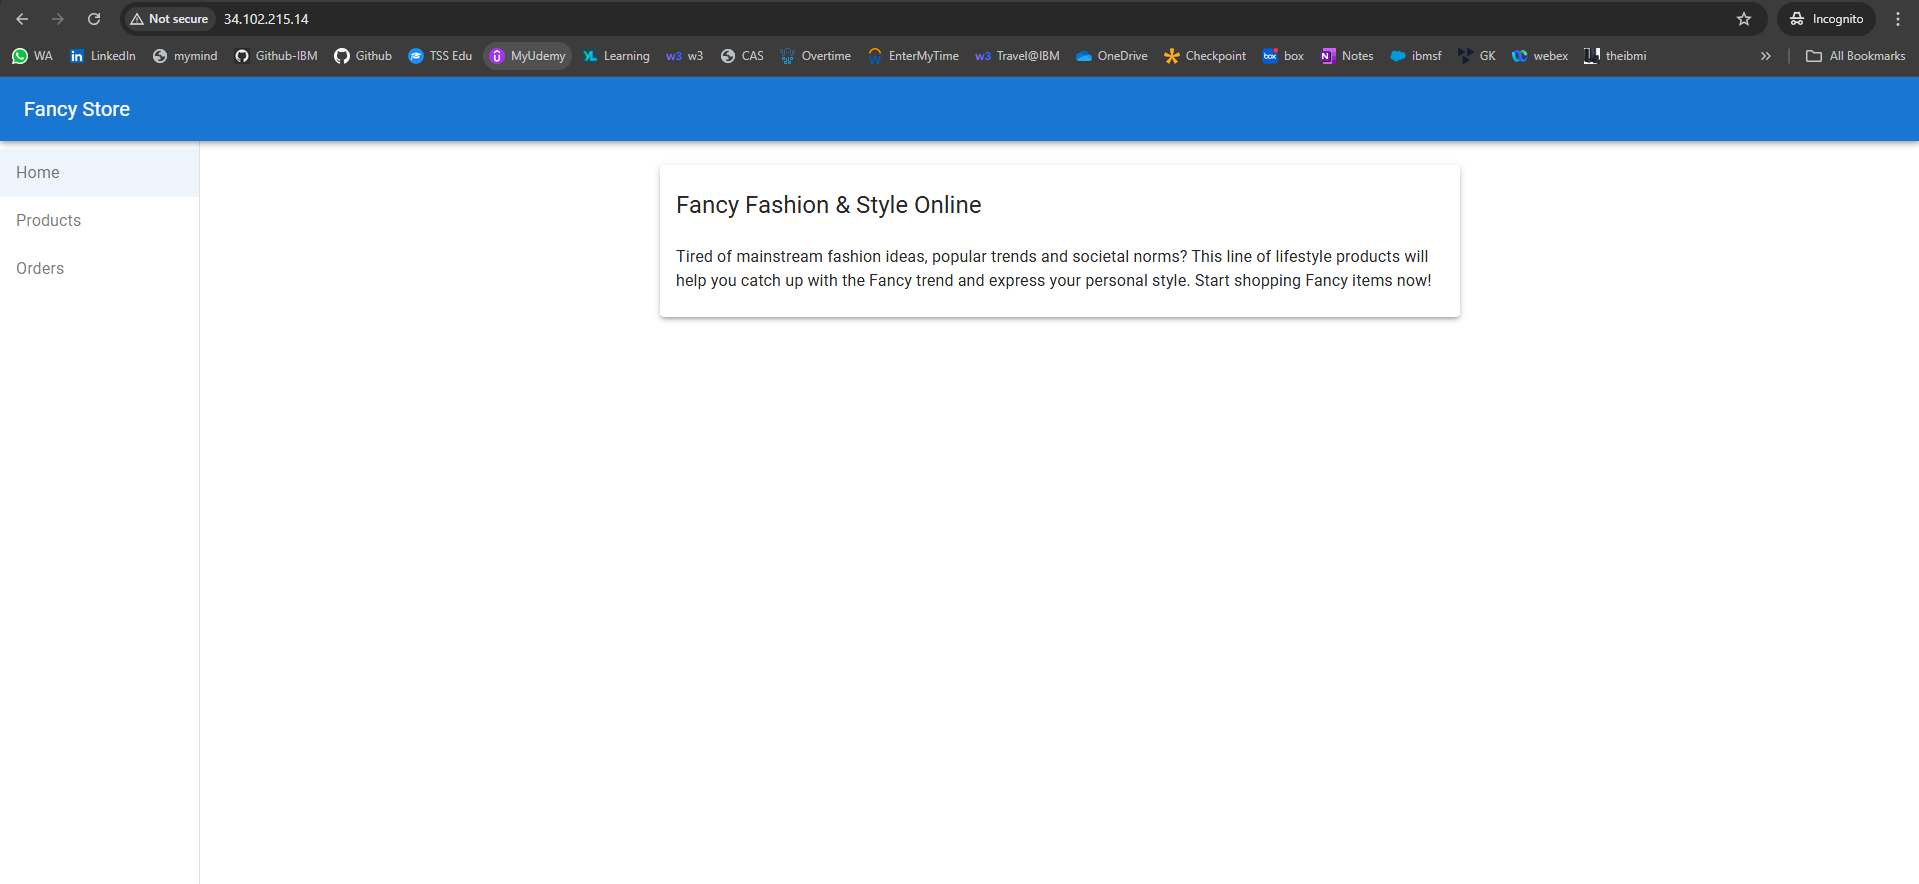 Not secure 34.102.215.14 Incognito
WA LinkedIn mymind Github-IBM Github TSS Edu MyUdemy Learning w3 w3 CAS Overtime EnterMyTime w3 Travel@IBM OneDrive Checkpoint box box N Notes ibmsf GK webex theibmi » All Bookmarks
Fancy Store
Home
Products
Orders
Fancy Fashion & Style Online
Tired of mainstream fashion ideas, popular trends and societal norms? This line of lifestyle products will
help you catch up with the Fancy trend and express your personal style. Start shopping Fancy items now!